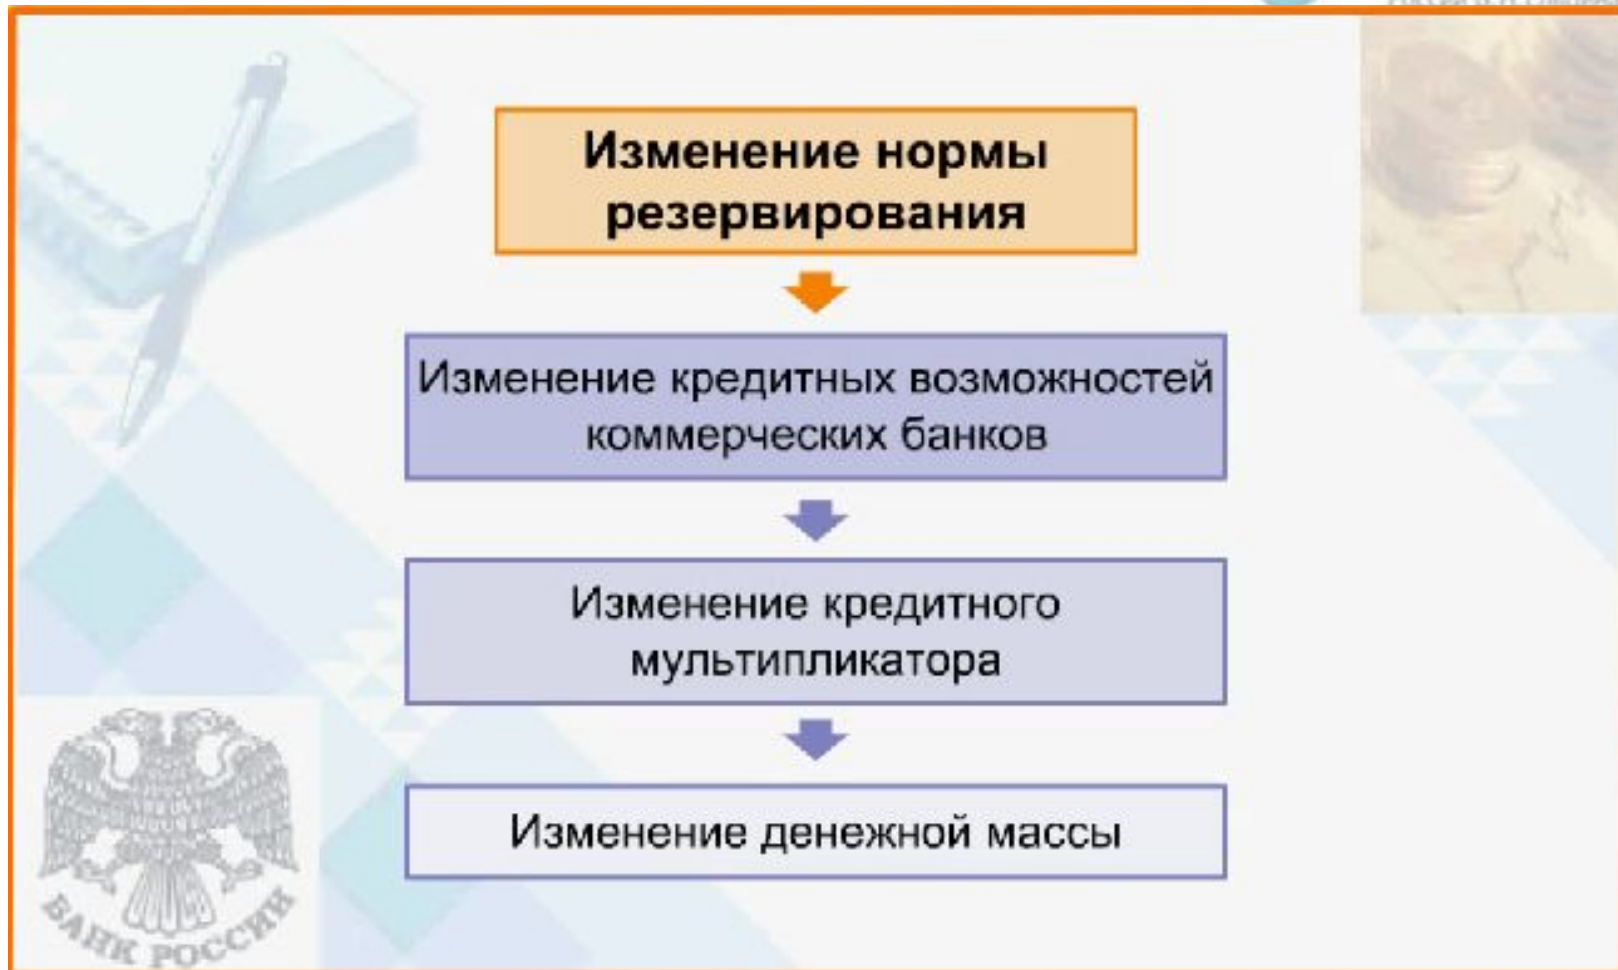 Изменение нормы
резервирования
Изменение кредитных возможностей
коммерческих банков
Изменение кредитного
мультипликатора
Изменение денежной массы
БАНК РОССИИ